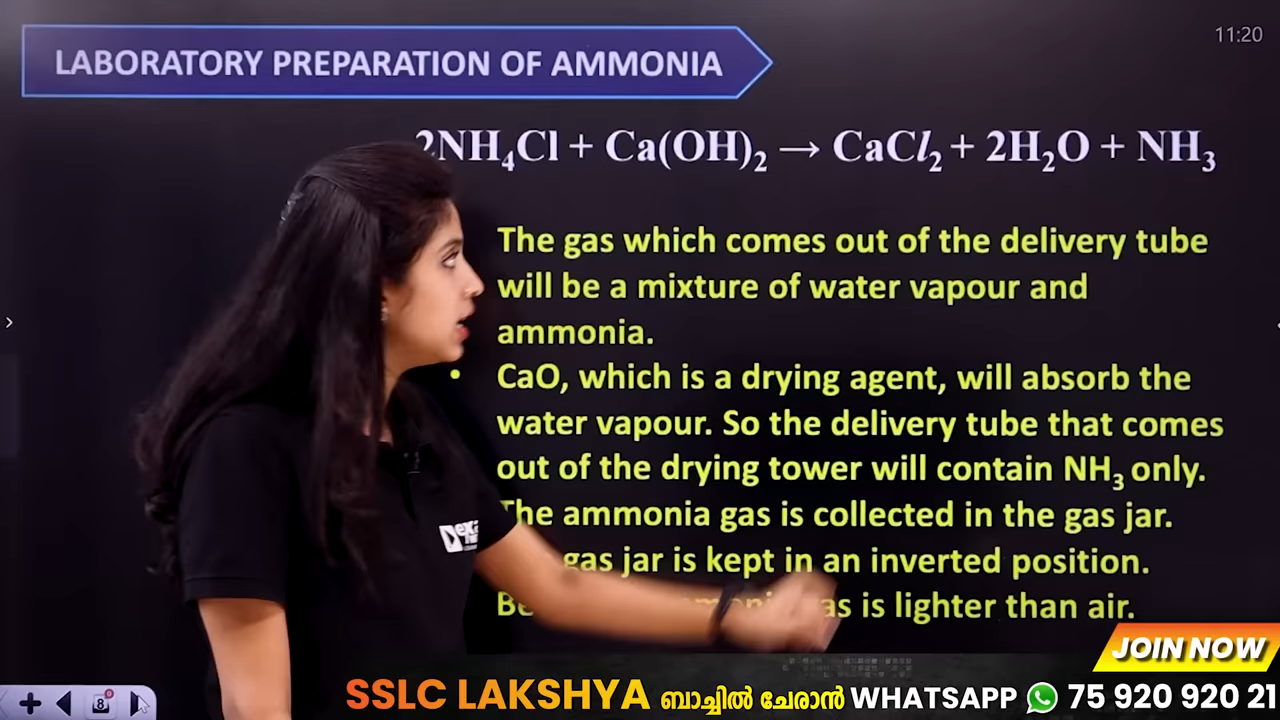 LABORATORY PREPARATION OF AMMONIA
11:20
2NH₄Cl + Ca(OH)₂ → CaCl₂ + 2H₂O + NH₃
The gas which comes out of the delivery tube
will be a mixture of water vapour and
ammonia.
• CaO, which is a drying agent, will absorb the
water vapour. So the delivery tube that comes
out of the drying tower will contain NH₃ only.
The ammonia gas is collected in the gas jar.
gas jar is kept in an inverted position.
is lighter than air.
JOIN NOW
8
SSLC LAKSHYA ബാച്ചിൽ ചേരാൻ WHATSAPP 75 920 920 21